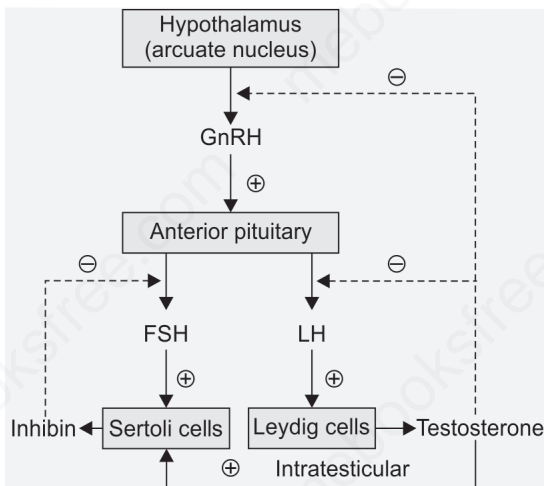 Hypothalamus
(arcuate nucleus)
⊖
GnRH
⊕
Anterior pituitary
⊖ ⊖
FSH LH
⊕ ⊕
Inhibin Sertoli cells Leydig cells Testosterone
⊕ Intratesticular